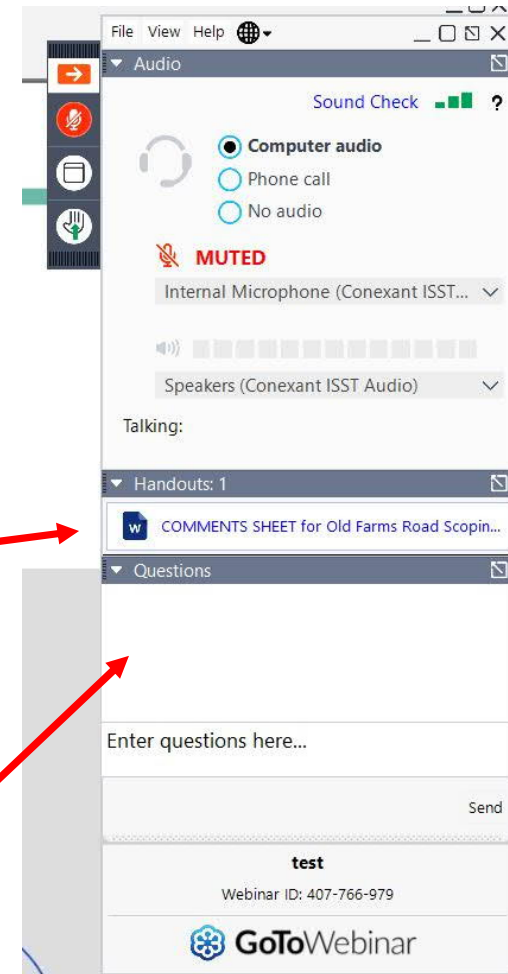 File View Help
Audio
Sound Check ?
Computer audio
Phone call
No audio
MUTED
Internal Microphone (Conexant ISST...
Speakers (Conexant ISST Audio)
Talking:
Handouts: 1
W COMMENTS SHEET for Old Farms Road Scopin...
Questions
Enter questions here...
Send
test
Webinar ID: 407-766-979
GoToWebinar